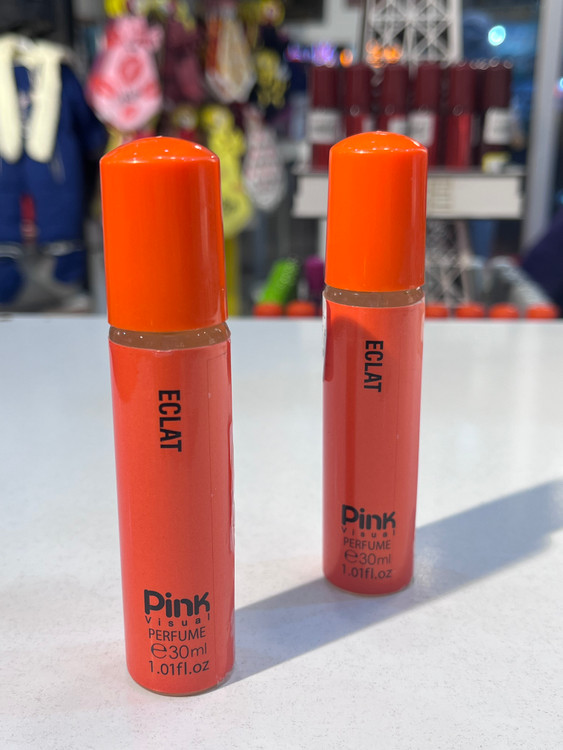 ECLAT
Pink
Visual
PERFUME
℮30ml
1.01fl.oz
ECLAT
Pink
Visual
PERFUME
℮30ml
1.01fl.oz